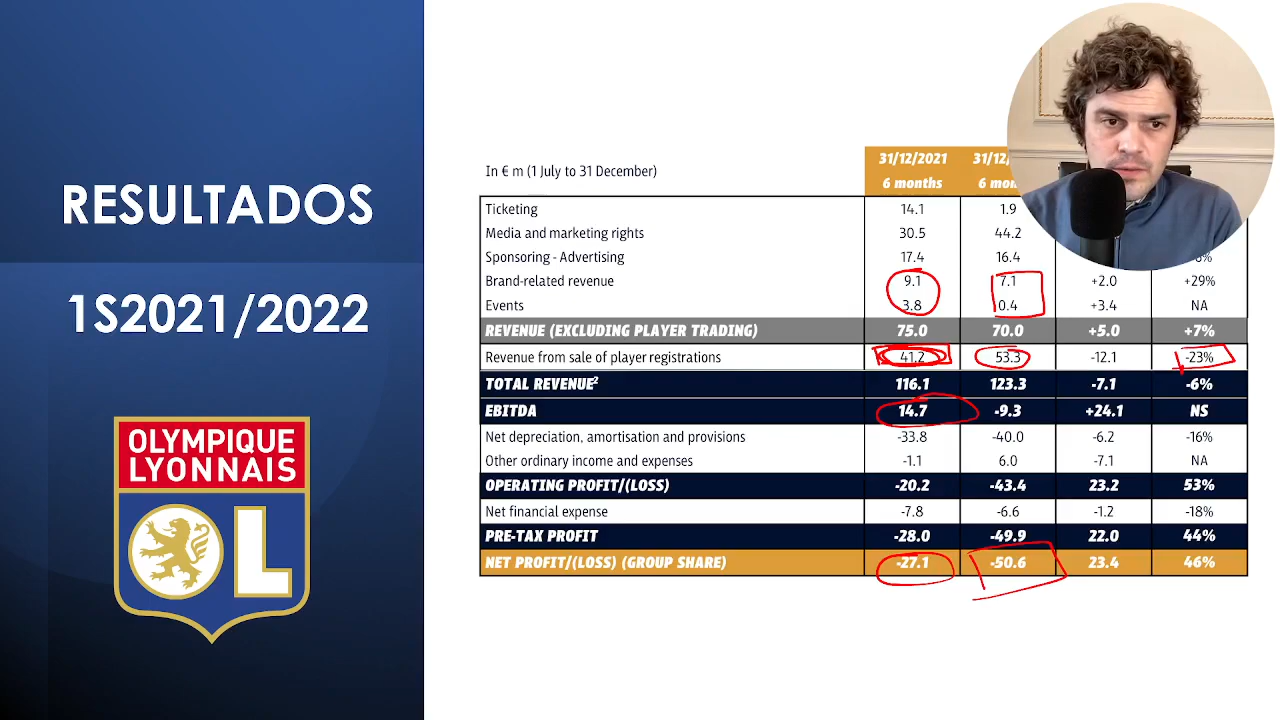 RESULTADOS
1S2021/2022
OLYMPIQUE
LYONNAIS
OL
31/12/2021
6 months
In € m (1 July to 31 December)
Ticketing 14.1 1.9
Media and marketing rights 30.5 44.2
Sponsoring - Advertising 17.4 16.4
Brand-related revenue 9.1 7.1 +2.0 +29%
Events 3.8 0.4 +3.4 NA
REVENUE (EXCLUDING PLAYER TRADING) 75.0 70.0 +5.0 +7%
Revenue from sale of player registrations 41.2 53.3 -12.1 -23%
TOTAL REVENUE² 116.1 123.3 -7.1 -6%
EBITDA 14.7 -9.3 +24.1 NS
Net depreciation, amortisation and provisions -33.8 -40.0 -6.2 -16%
Other ordinary income and expenses -1.1 6.0 -7.1 NA
OPERATING PROFIT/(LOSS) -20.2 -43.4 23.2 53%
Net financial expense -7.8 -6.6 -1.2 -18%
PRE-TAX PROFIT -28.0 -49.9 22.0 44%
NET PROFIT/(LOSS) (GROUP SHARE) -27.1 -50.6 23.4 46%